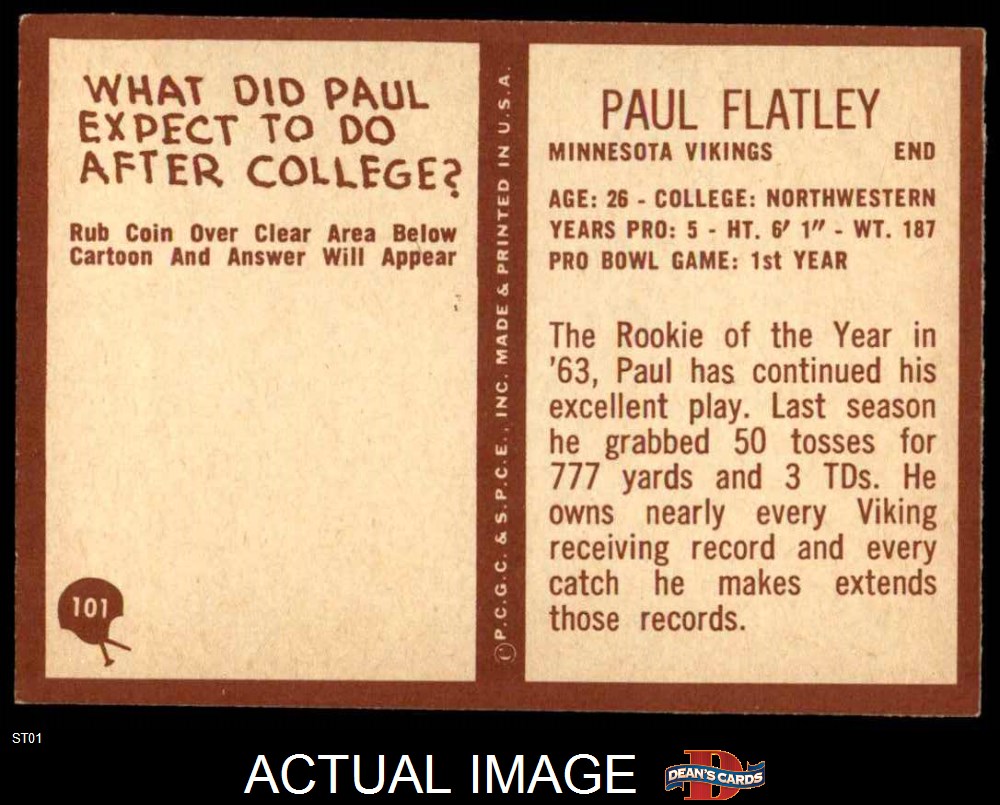 WHAT DID PAUL
EXPECT TO DO
AFTER COLLEGE?
Rub Coin Over Clear Area Below
Cartoon And Answer Will Appear
101
© P.C.G.C. & S.P.C.E., INC. MADE & PRINTED IN U.S.A.
PAUL FLATLEY
MINNESOTA VIKINGS END
AGE: 26 - COLLEGE: NORTHWESTERN
YEARS PRO: 5 - HT. 6' 1" - WT. 187
PRO BOWL GAME: 1st YEAR
The Rookie of the Year in
'63, Paul has continued his
excellent play. Last season
he grabbed 50 tosses for
777 yards and 3 TDs. He
owns nearly every Viking
receiving record and every
catch he makes extends
those records.
ST01
ACTUAL IMAGE
D
DEAN'S CARDS